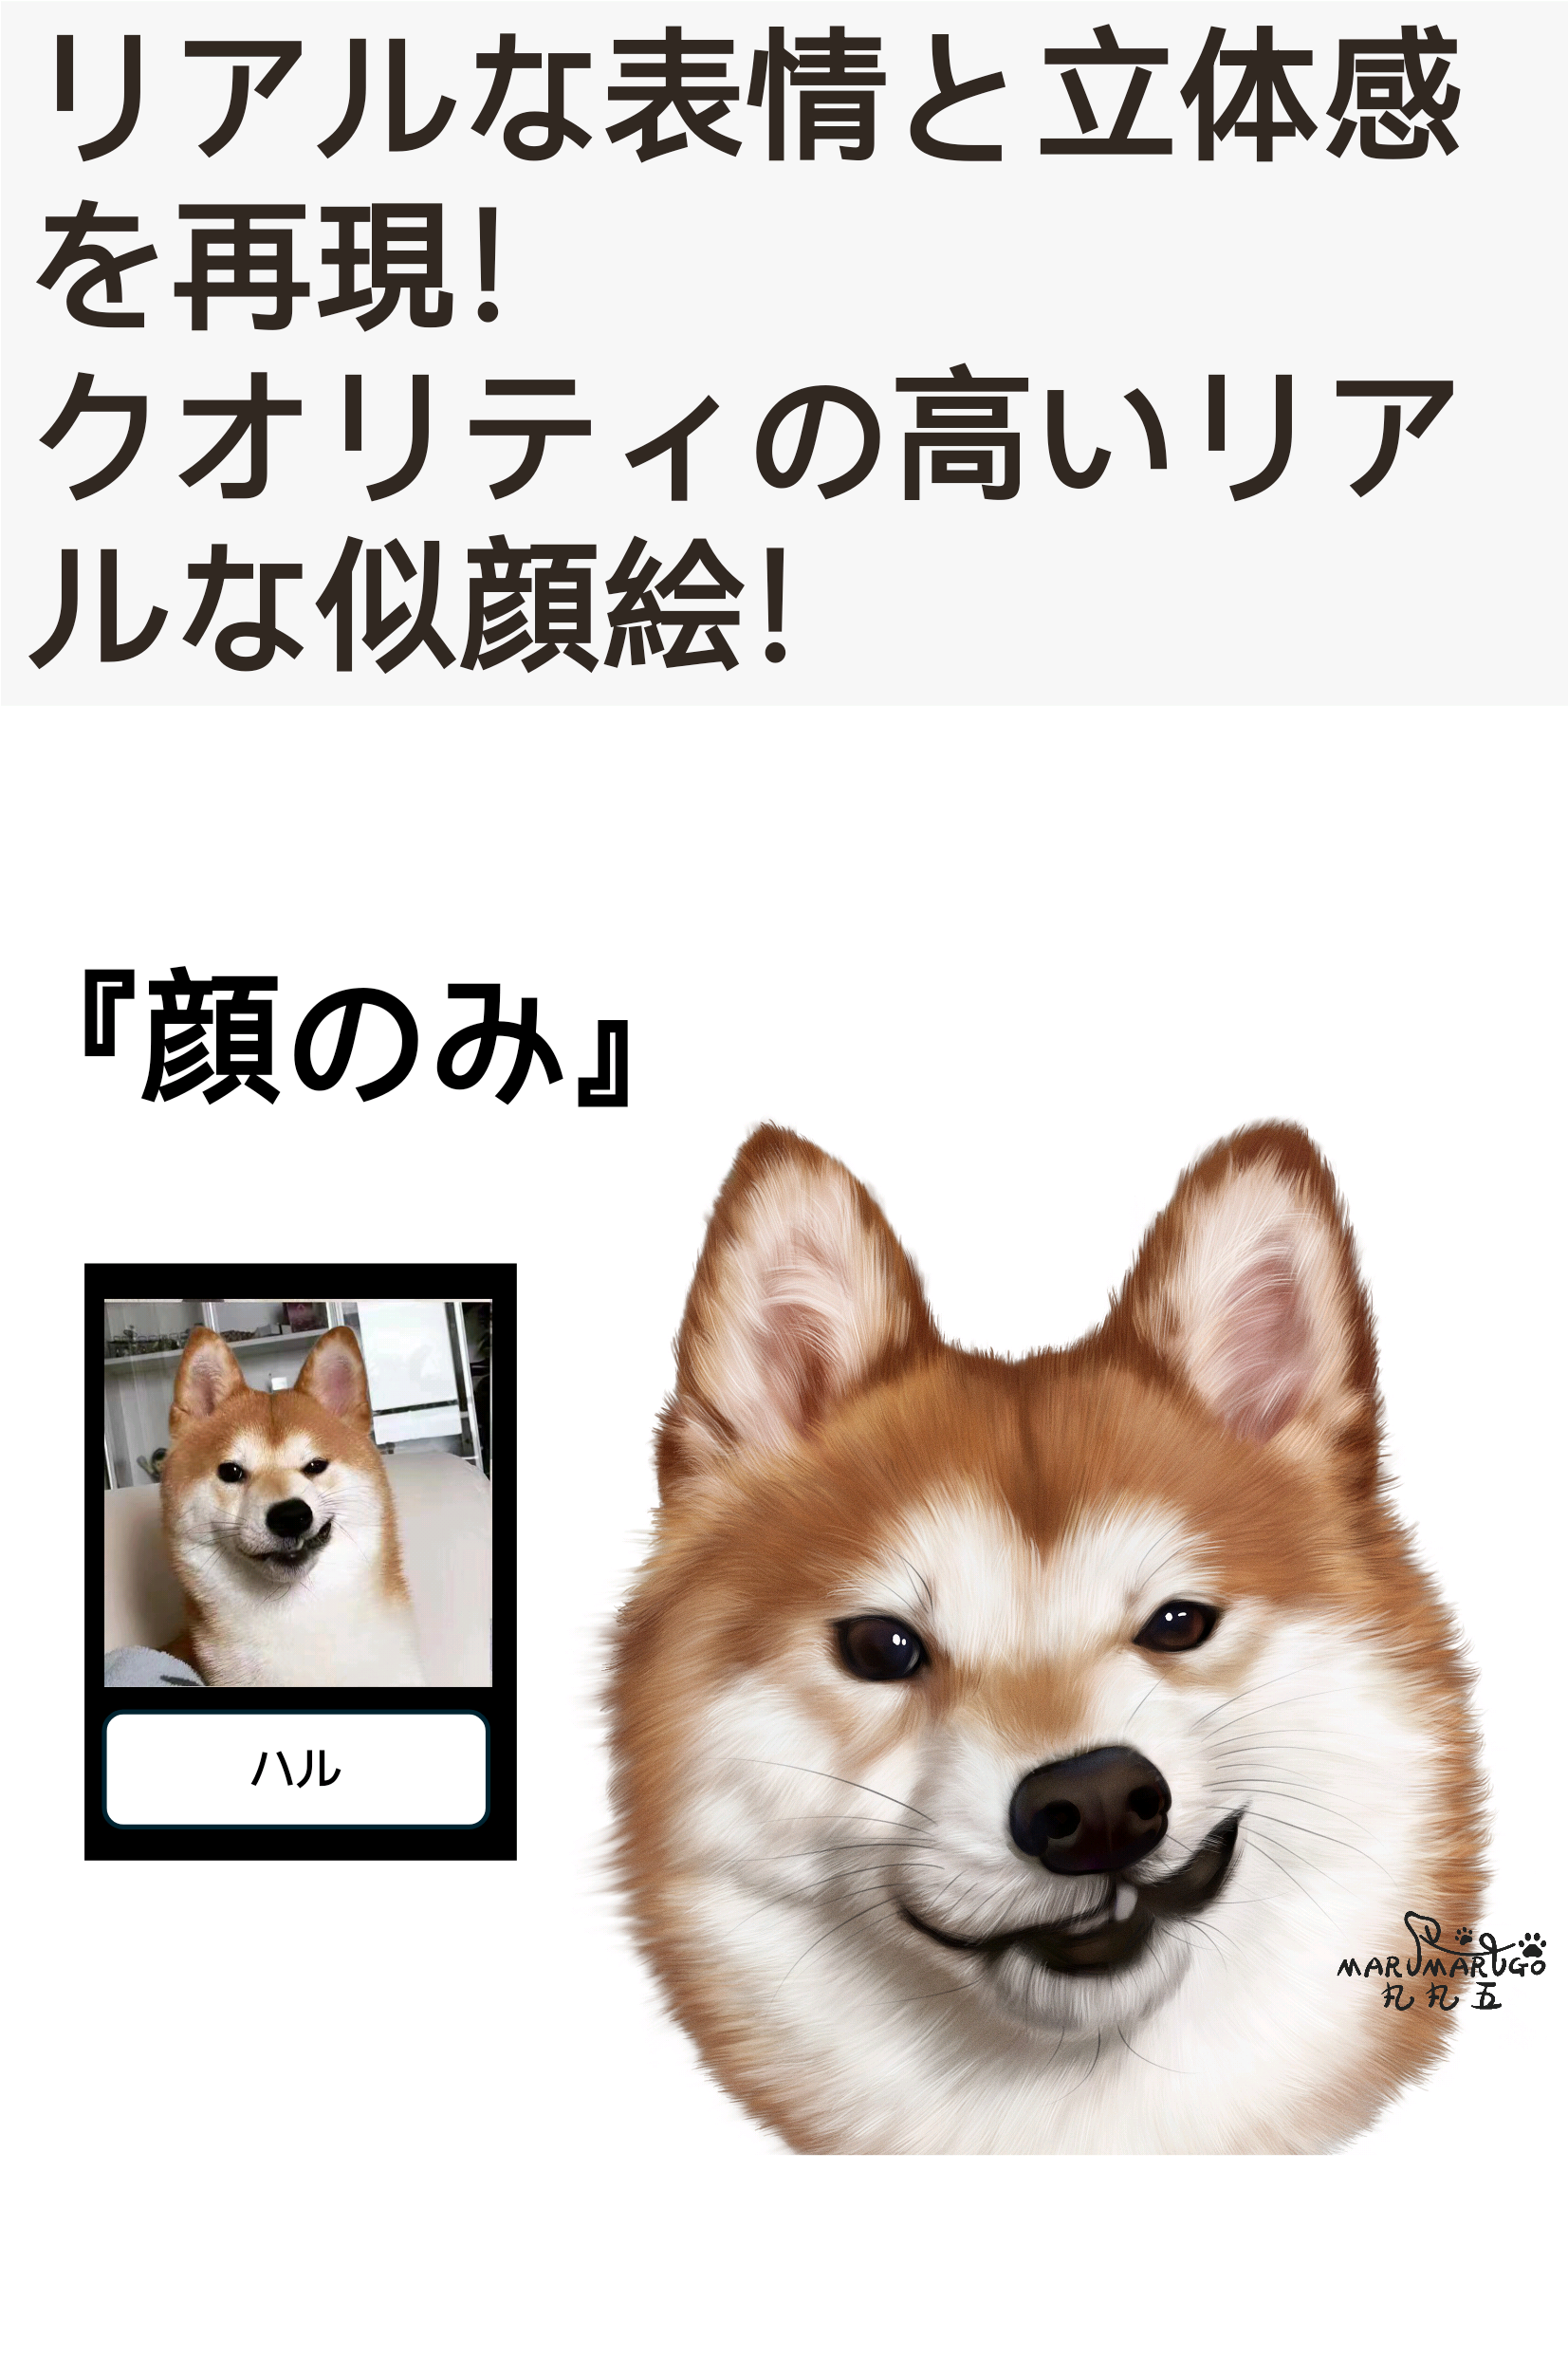 リアルな表情と立体感
を再現!
クオリティの高いリア
ルな似顔絵!
『顔のみ』
ハル
MARUMARUGO
丸丸五